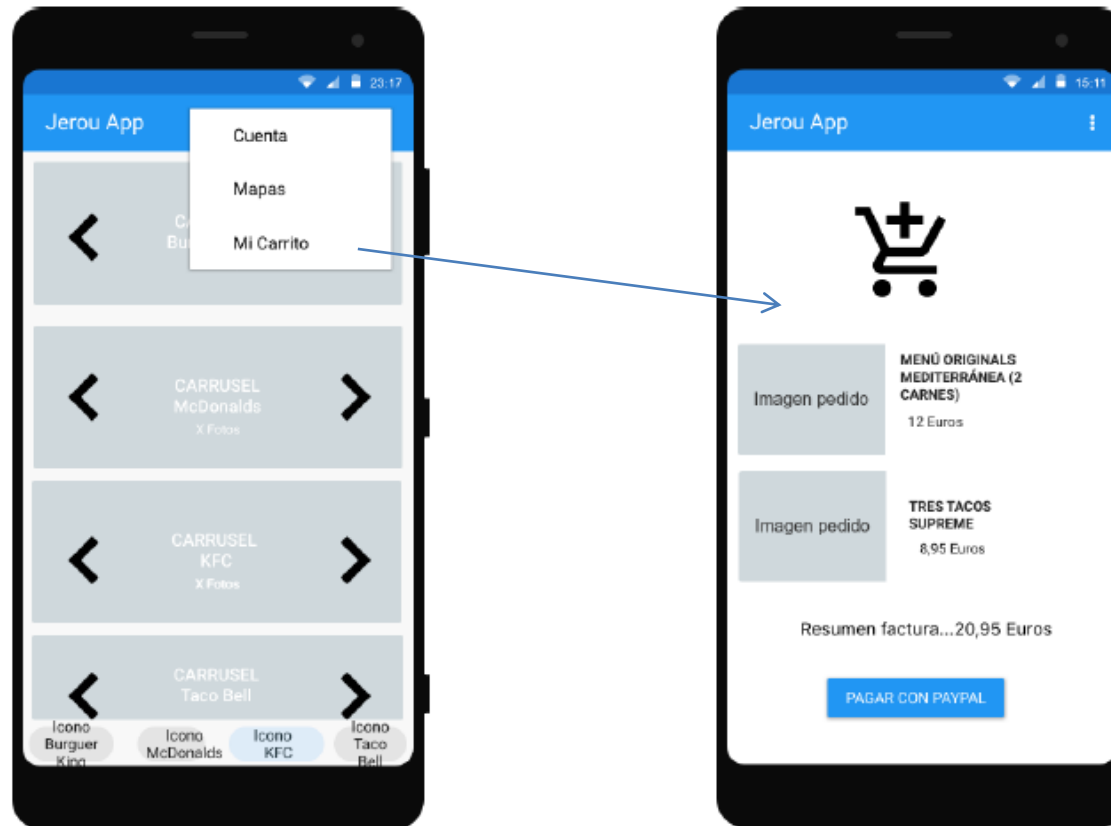 23:17
Jerou App
Cuenta
Mapas
Mi Carrito
CARRUSEL
McDonalds
X Fotos
CARRUSEL
KFC
X Fotos
CARRUSEL
Taco Bell
Icono
Burguer
King
Icono
McDonalds
Icono
KFC
Icono
Taco
Bell
15:11
Jerou App
Imagen pedido
MENÚ ORIGINALS
MEDITERRÁNEA (2
CARNES)
12 Euros
Imagen pedido
TRES TACOS
SUPREME
8,95 Euros
Resumen factura...20,95 Euros
PAGAR CON PAYPAL